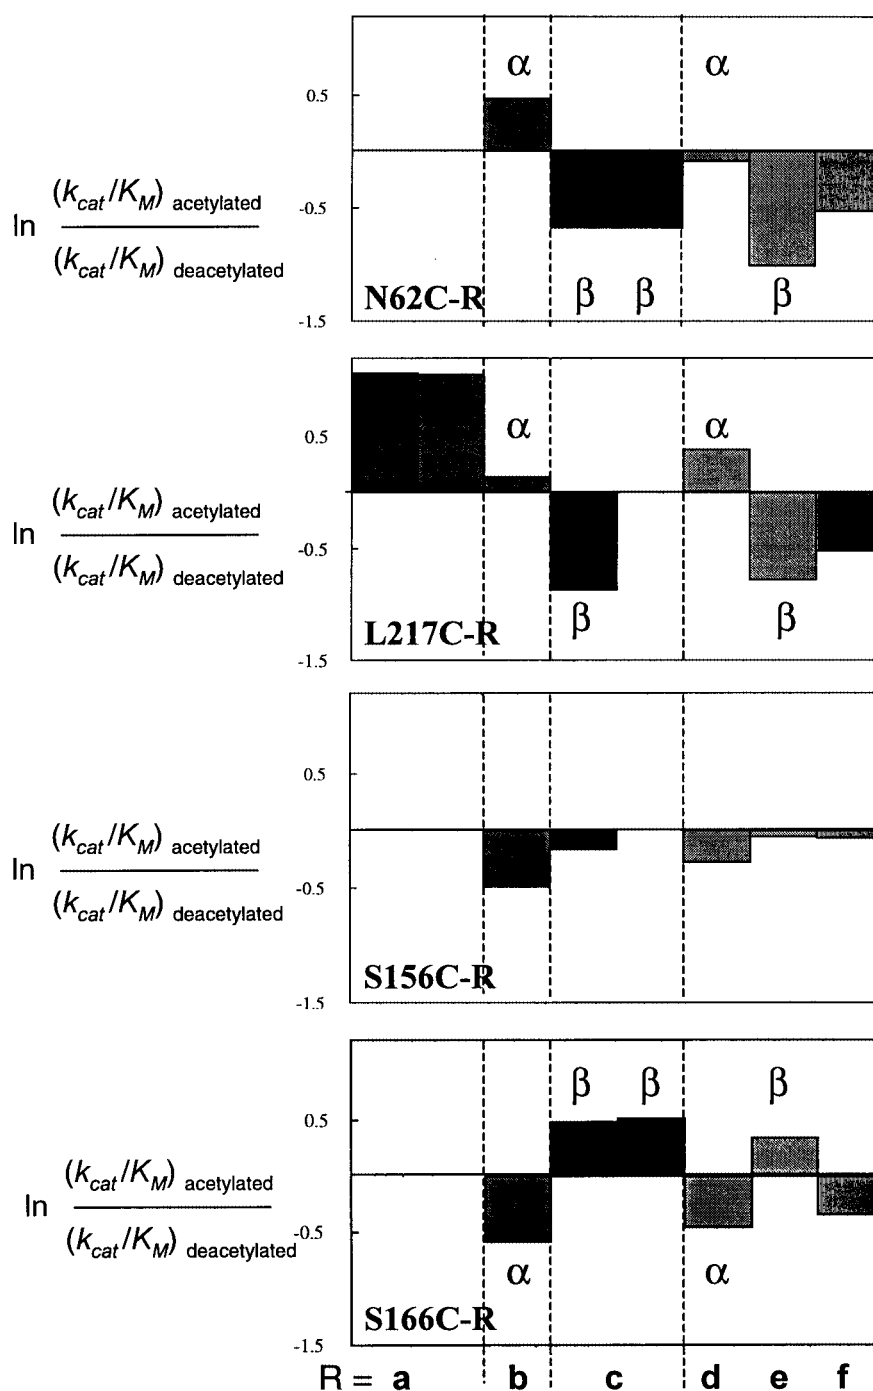 α α
0.5
ln (kcat/KM) acetylated
(kcat/KM) deacetylated
-0.5
N62C-R β β β
-1.5
0.5 α α
ln (kcat/KM) acetylated
(kcat/KM) deacetylated
-0.5
β β
L217C-R
-1.5
0.5
ln (kcat/KM) acetylated
(kcat/KM) deacetylated
-0.5
S156C-R
-1.5
β β β
0.5
ln (kcat/KM) acetylated
(kcat/KM) deacetylated
-0.5
α α
S166C-R
-1.5
R = a b c d e f